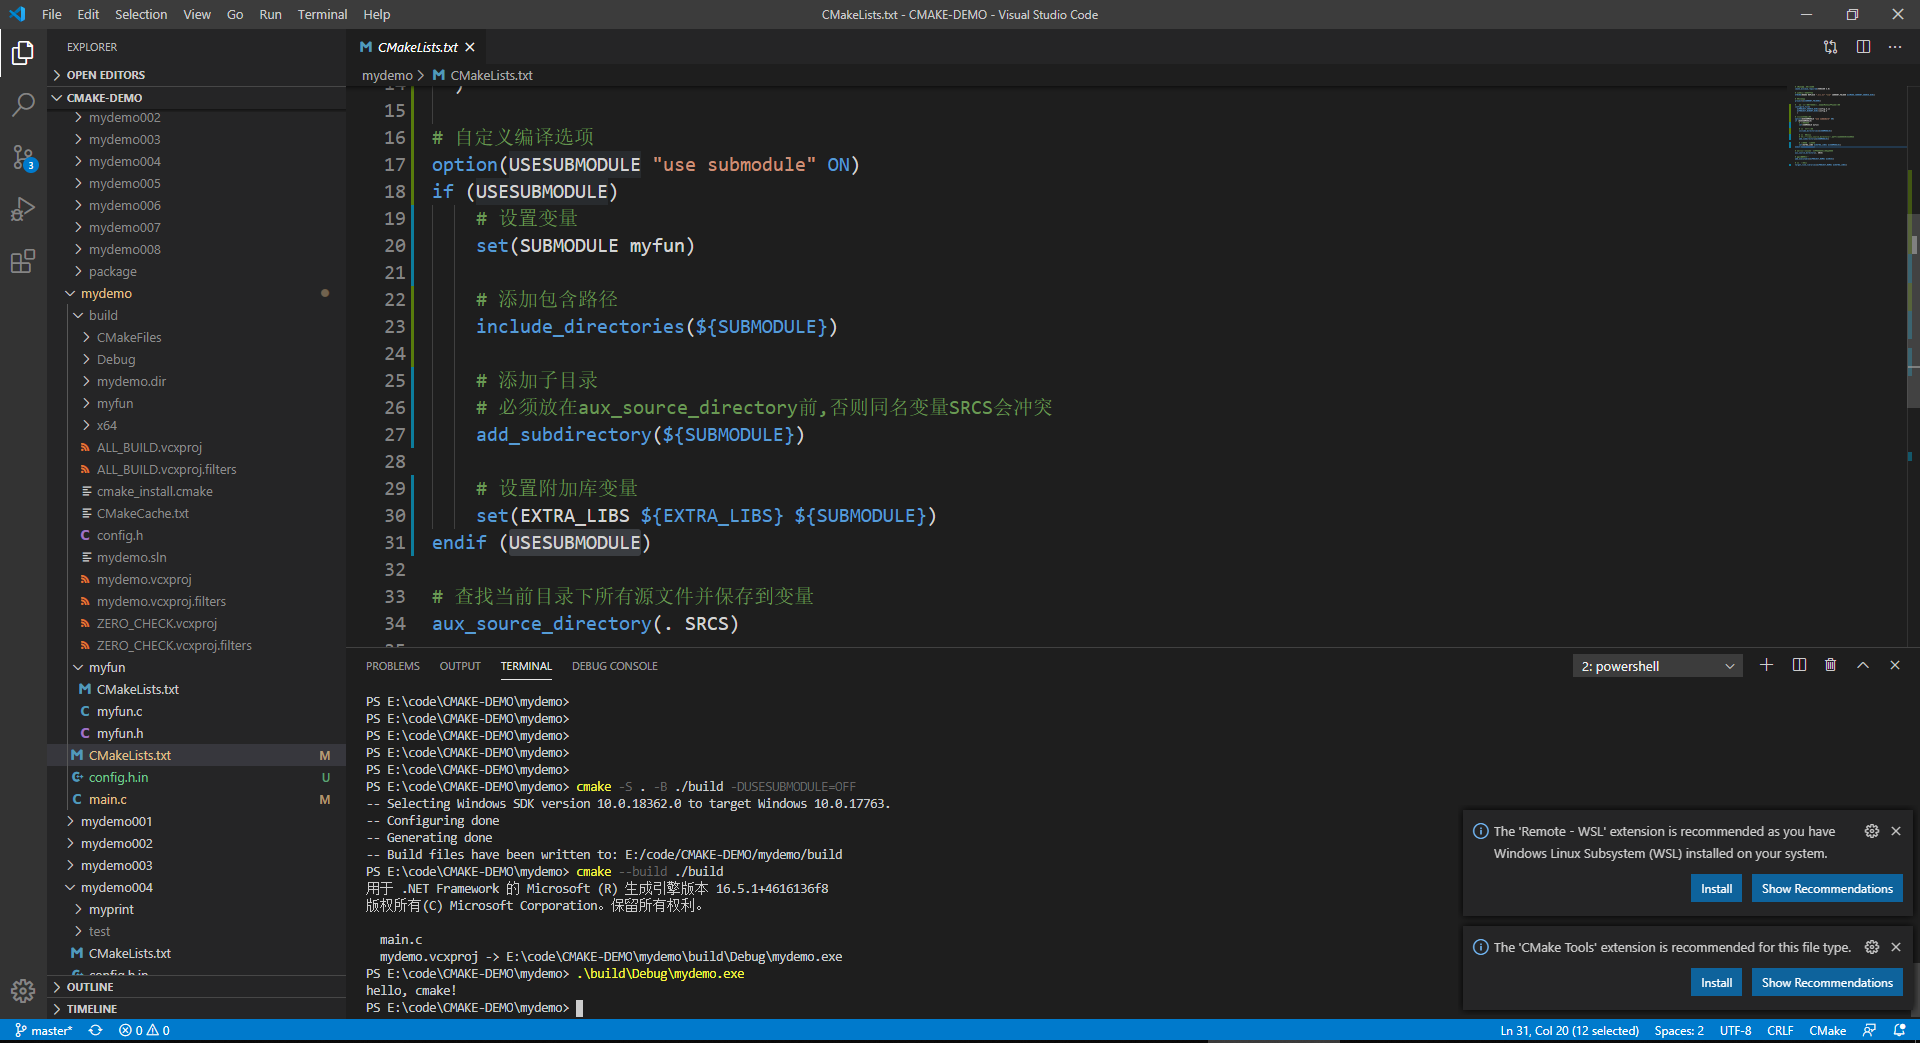 File Edit Selection View Go Run Terminal Help
CMakeLists.txt - CMAKE-DEMO - Visual Studio Code
EXPLORER
OPEN EDITORS
CMAKE-DEMO
mydemo002
mydemo003
mydemo004
mydemo005
mydemo006
mydemo007
mydemo008
package
mydemo
build
CMakeFiles
Debug
mydemo.dir
myfun
x64
ALL_BUILD.vcxproj
ALL_BUILD.vcxproj.filters
cmake_install.cmake
CMakeCache.txt
config.h
mydemo.sln
mydemo.vcxproj
mydemo.vcxproj.filters
ZERO_CHECK.vcxproj
ZERO_CHECK.vcxproj.filters
myfun
CMakeLists.txt
myfun.c
myfun.h
CMakeLists.txt M
config.h.in U
main.c M
mydemo001
mydemo002
mydemo003
mydemo004
myprint
test
CMakeLists.txt
config.h.in
OUTLINE
TIMELINE
3
CMakeLists.txt
mydemo > CMakeLists.txt
14 )
15
16 # 自定义编译选项
17 option(USESUBMODULE "use submodule" ON)
18 if (USESUBMODULE)
19 # 设置变量
20 set(SUBMODULE myfun)
21
22 # 添加包含路径
23 include_directories(${SUBMODULE})
24
25 # 添加子目录
26 # 必须放在aux_source_directory前,否则同名变量SRCS会冲突
27 add_subdirectory(${SUBMODULE})
28
29 # 设置附加库变量
30 set(EXTRA_LIBS ${EXTRA_LIBS} ${SUBMODULE})
31 endif (USESUBMODULE)
32
33 # 查找当前目录下所有源文件并保存到变量
34 aux_source_directory(. SRCS)
PROBLEMS OUTPUT TERMINAL DEBUG CONSOLE
2: powershell
PS E:\code\CMAKE-DEMO\mydemo>
PS E:\code\CMAKE-DEMO\mydemo>
PS E:\code\CMAKE-DEMO\mydemo>
PS E:\code\CMAKE-DEMO\mydemo>
PS E:\code\CMAKE-DEMO\mydemo>
PS E:\code\CMAKE-DEMO\mydemo> cmake -S . -B ./build -DUSESUBMODULE=OFF
-- Selecting Windows SDK version 10.0.18362.0 to target Windows 10.0.17763.
-- Configuring done
-- Generating done
-- Build files have been written to: E:/code/CMAKE-DEMO/mydemo/build
PS E:\code\CMAKE-DEMO\mydemo> cmake --build ./build
用于 .NET Framework 的 Microsoft (R) 生成引擎版本 16.5.1+4616136f8
版权所有(C) Microsoft Corporation。保留所有权利。
main.c
mydemo.vcxproj -> E:\code\CMAKE-DEMO\mydemo\build\Debug\mydemo.exe
PS E:\code\CMAKE-DEMO\mydemo> .\build\Debug\mydemo.exe
hello, cmake!
PS E:\code\CMAKE-DEMO\mydemo>
The 'Remote - WSL' extension is recommended as you have
Windows Linux Subsystem (WSL) installed on your system.
Install Show Recommendations
The 'CMake Tools' extension is recommended for this file type.
Install Show Recommendations
master* 0 0
Ln 31, Col 20 (12 selected) Spaces: 2 UTF-8 CRLF CMake